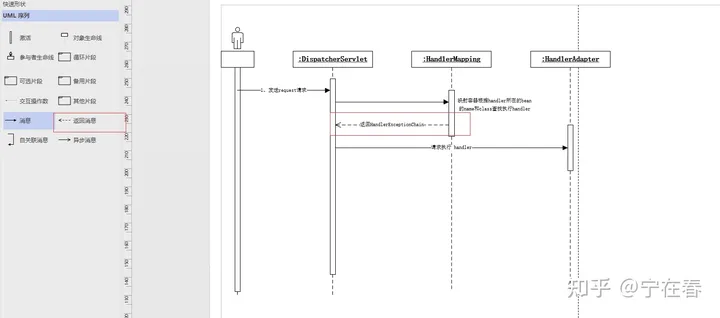 快速形状
UML 序列
激活
对象生命线
参与者生命线
循环片段
可选片段
备用片段
交互操作数
其他片段
消息
返回消息
自关联消息
异步消息
:DispatcherServlet
:HandlerMapping
:HandlerAdapter
1、发送request请求
映射容器根据handler所在的bean
的name和class查找执行handler
返回HandlerExceptionChain
请求执行 handler
知乎 @宁在春